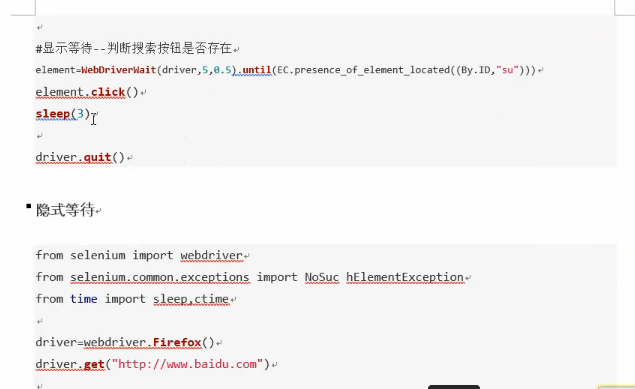 #显示等待--判断搜索按钮是否存在
element=WebDriverWait(driver,5,0.5).until(EC.presence_of_element_located((By.ID,"su")))
element.click()
sleep(3)
driver.quit()
隐式等待
from selenium import webdriver
from selenium.common.exceptions import NoSuc hElementException
from time import sleep,ctime
driver=webdriver.Firefox()
driver.get("http://www.baidu.com")